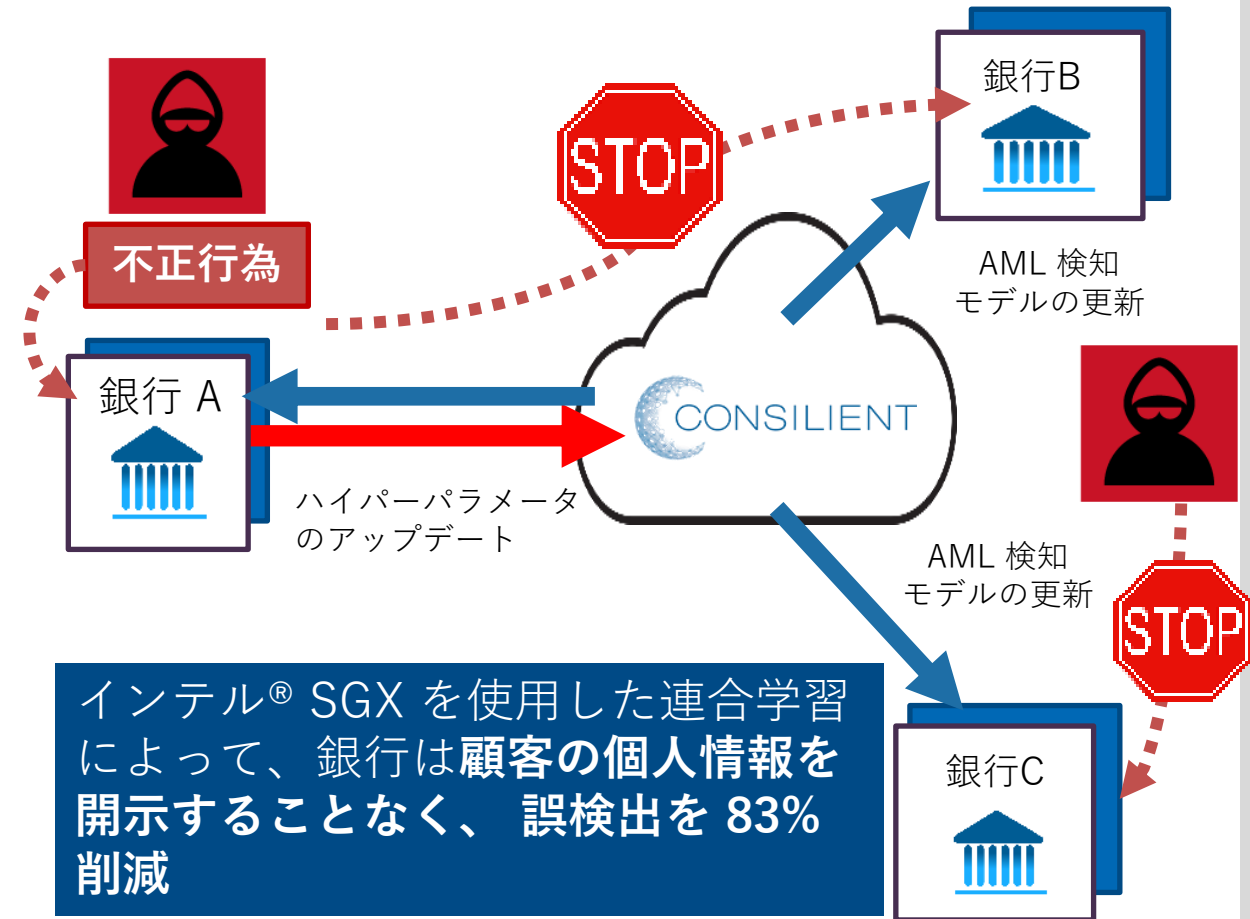 銀行B
STOP
不正行為
AML 検知
モデルの更新
銀行 A
CONSILIENT
ハイパーパラメータ
のアップデート
AML 検知
モデルの更新
STOP
インテル® SGX を使用した連合学習
によって、銀行は顧客の個人情報を
開示することなく、 誤検出を 83%
削減
銀行C